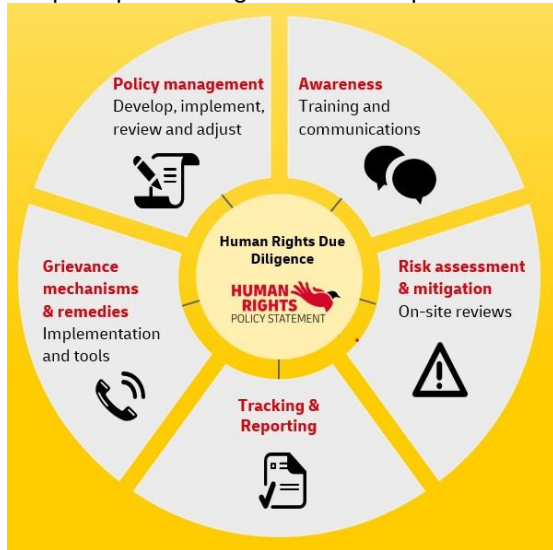 Policy management
Develop, implement,
review and adjust
Awareness
Training and
communications
Human Rights Due
Diligence
HUMAN
RIGHTS
POLICY STATEMENT
Grievance
mechanisms
& remedies
Implementation
and tools
Risk assessment
& mitigation
On-site reviews
Tracking &
Reporting